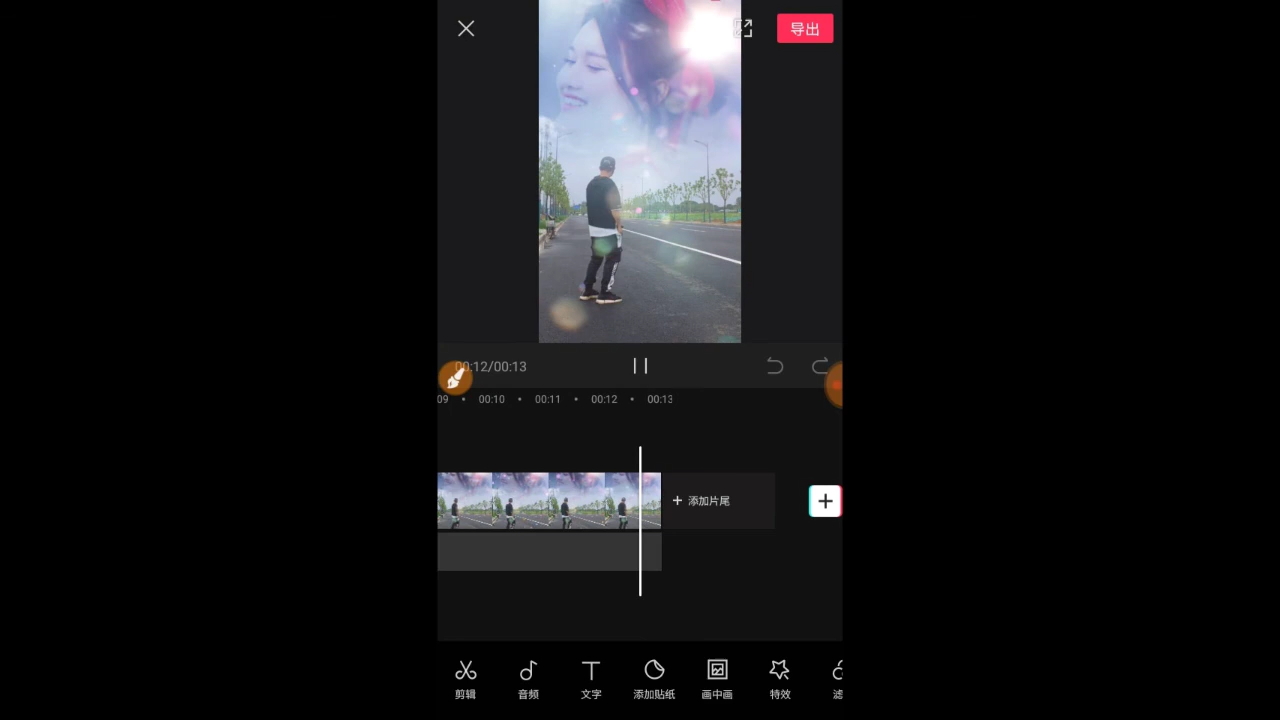 导出
00:12/00:13
09 00:10 00:11 00:12 00:13
+ 添加片尾
剪辑 音频 文字 添加贴纸 画中画 特效 滤